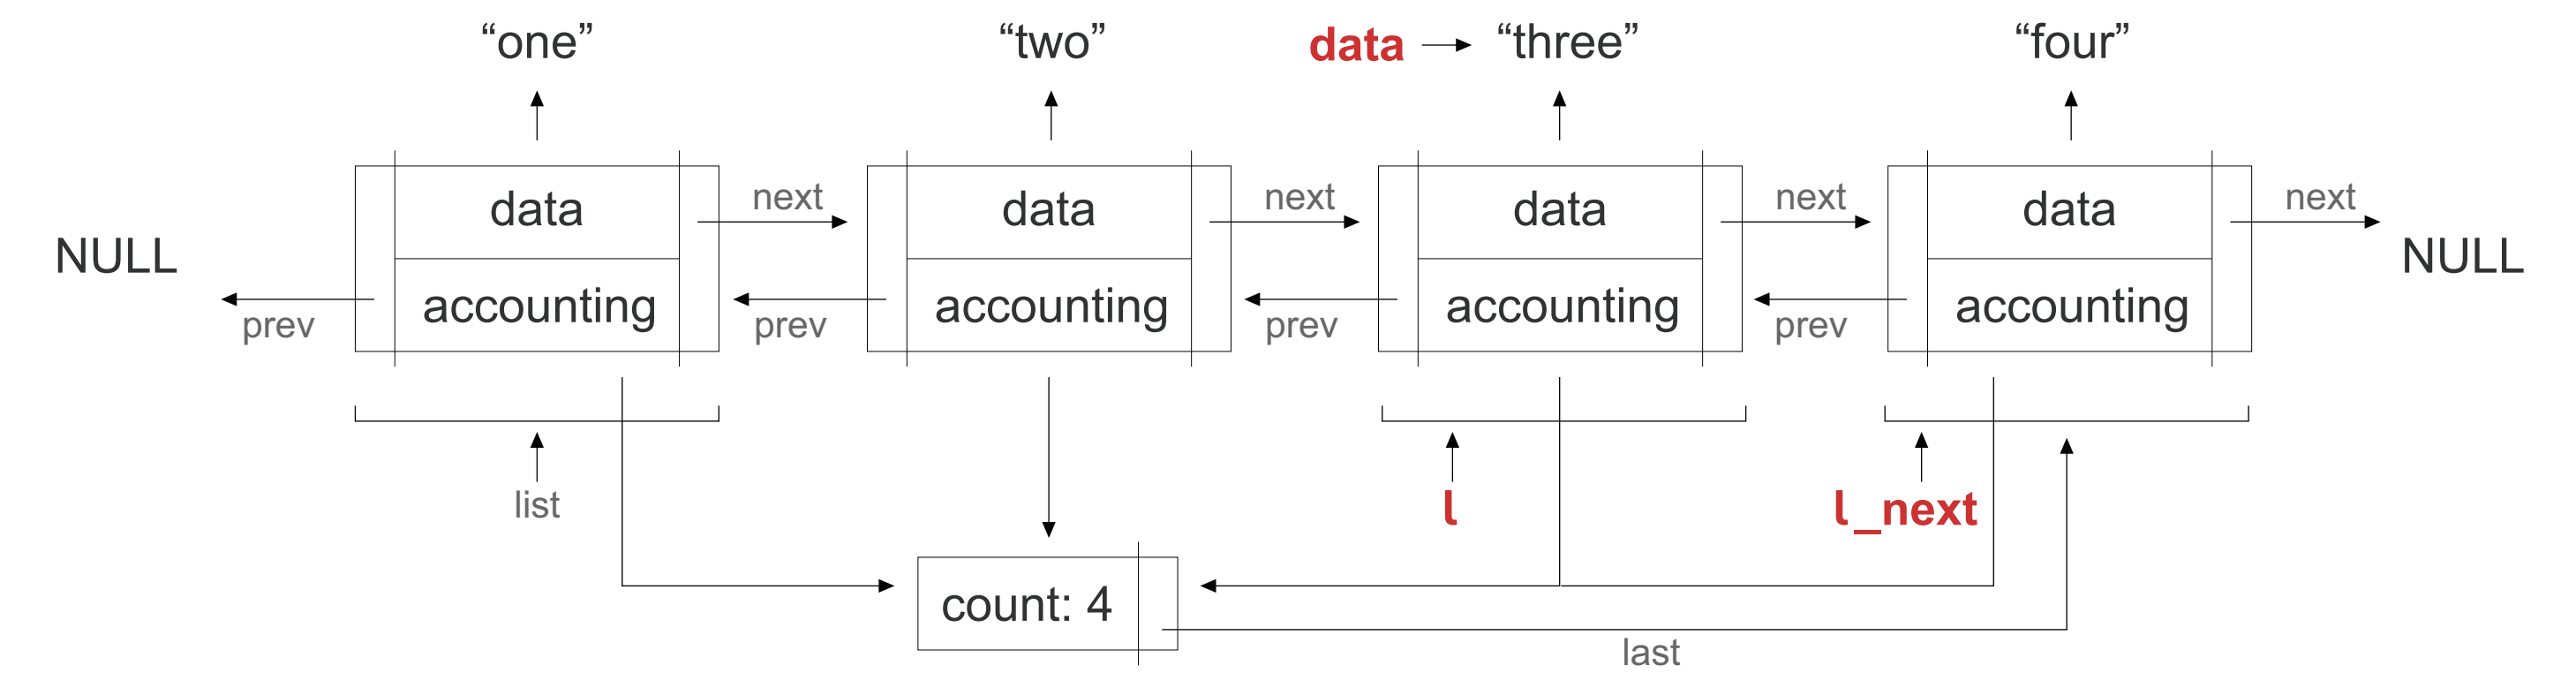 “one”
“two”
data
“three”
“four”
data
next
data
next
data
next
data
next
NULL
NULL
accounting
accounting
accounting
accounting
prev
prev
prev
prev
list
l
l_next
count: 4
last